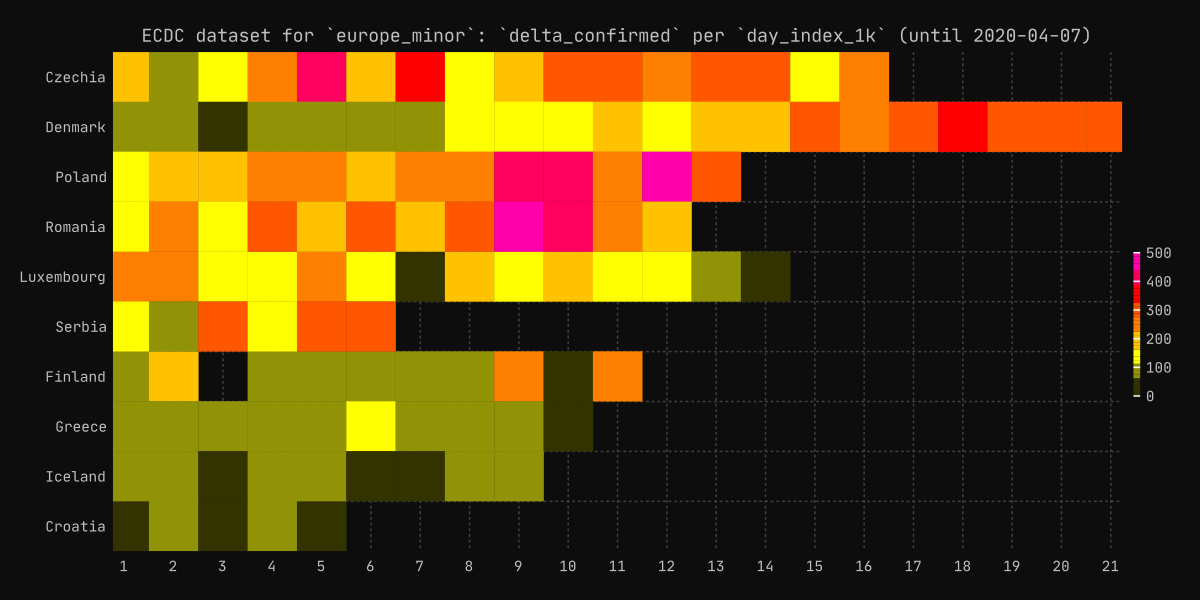 ECDC dataset for `europe_minor`: `delta_confirmed` per `day_index_1k` (until 2020-04-07)
Czechia
Denmark
Poland
Romania
Luxembourg
Serbia
Finland
Greece
Iceland
Croatia
1 2 3 4 5 6 7 8 9 10 11 12 13 14 15 16 17 18 19 20 21
500
400
300
200
100
0